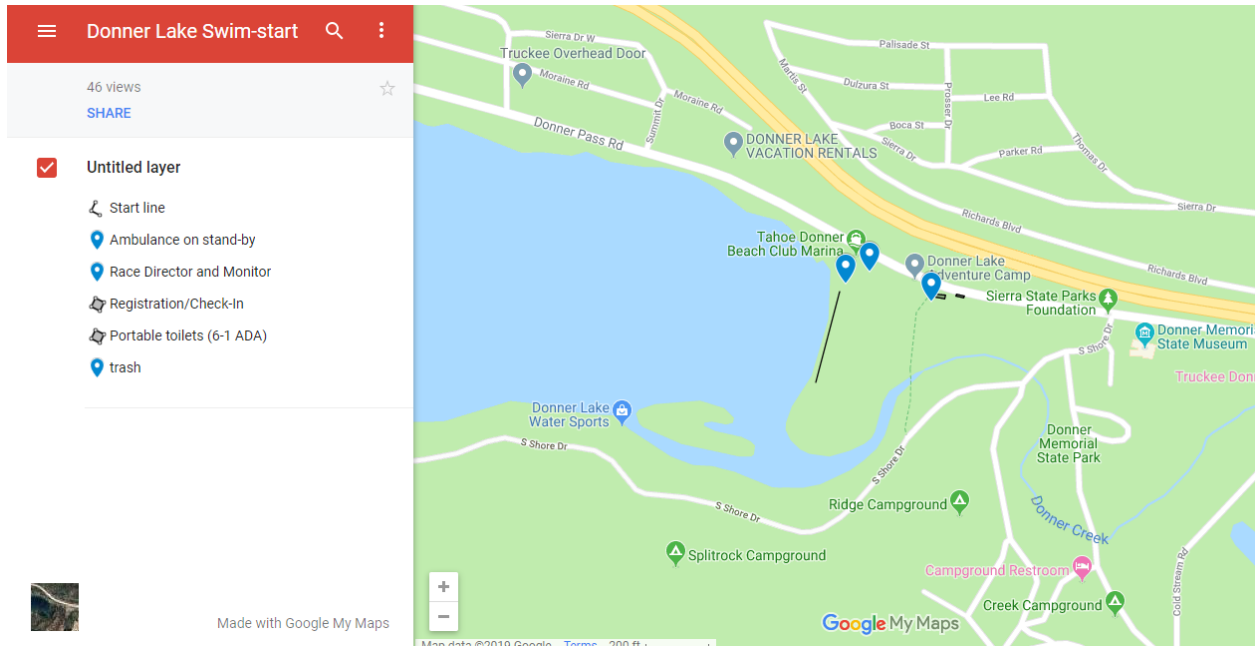 Donner Lake Swim-start
46 views
SHARE
Untitled layer
Start line
Ambulance on stand-by
Race Director and Monitor
Registration/Check-In
Portable toilets (6-1 ADA)
trash
Made with Google My Maps
Sierra Dr W
Truckee Overhead Door
Moraine Rd
Moraine Rd
Summit Dr
Donner Pass Rd
DONNER LAKE
VACATION RENTALS
Martis St
Palisade St
Dulzura St
Prosser Dr
Lee Rd
Boca St
Sierra Dr
Parker Rd
Thomas Dr
Sierra Dr
Richards Blvd
Richards Blvd
Tahoe Donner
Beach Club Marina
Donner Lake
Adventure Camp
Sierra State Parks
Foundation
Donner Memori
State Museum
S Shore Dr
Truckee Don
Donner Lake
Water Sports
S Shore Dr
Donner
Memorial
State Park
S Shore Dr
Ridge Campground
S Shore Dr
Donner Creek
Splitrock Campground
Campground Restroom
Cold Stream Rd
Creek Campground
+
−
Google My Maps
Map data ©2019 Google Terms 200 ft